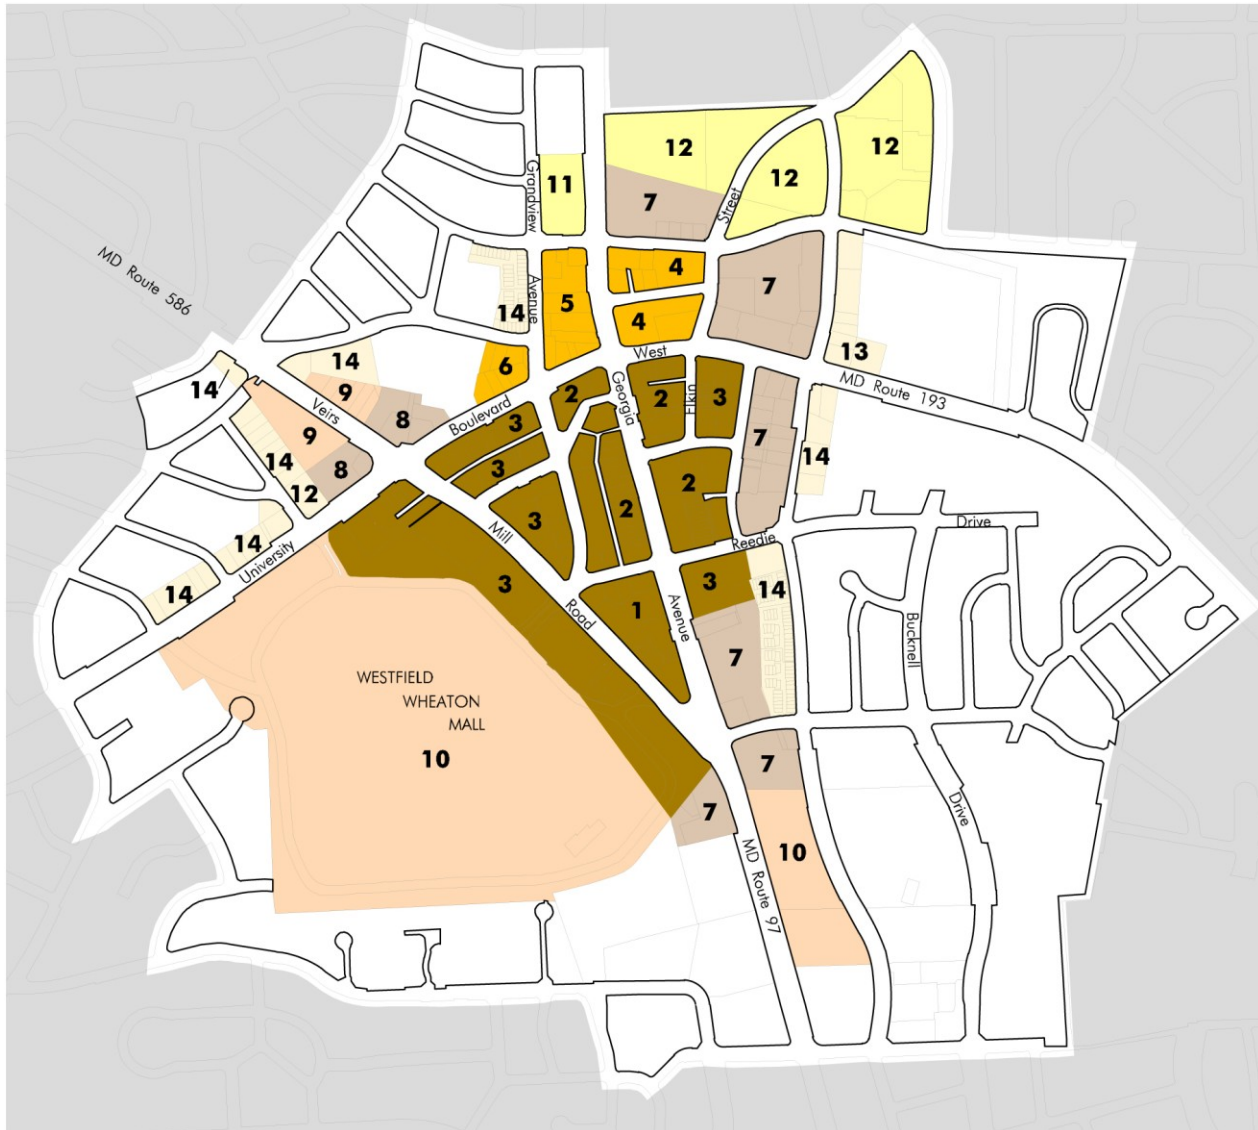 12
12
12
11
7
Grandview
Street
MD Route 586
4
7
5
Avenue
14
4
13
West
14
6
MD Route 193
14
9
Veirs
8
Boulevard
2
Georgia
2
Elkin
3
3
9
7
14
14
8
3
12
2
2
Mill
3
Drive
14
University
Reedie
14
3
3
14
1
Road
Avenue
Bucknell
7
WESTFIELD
WHEATON
MALL
10
7
7
Drive
10
MD Route 97